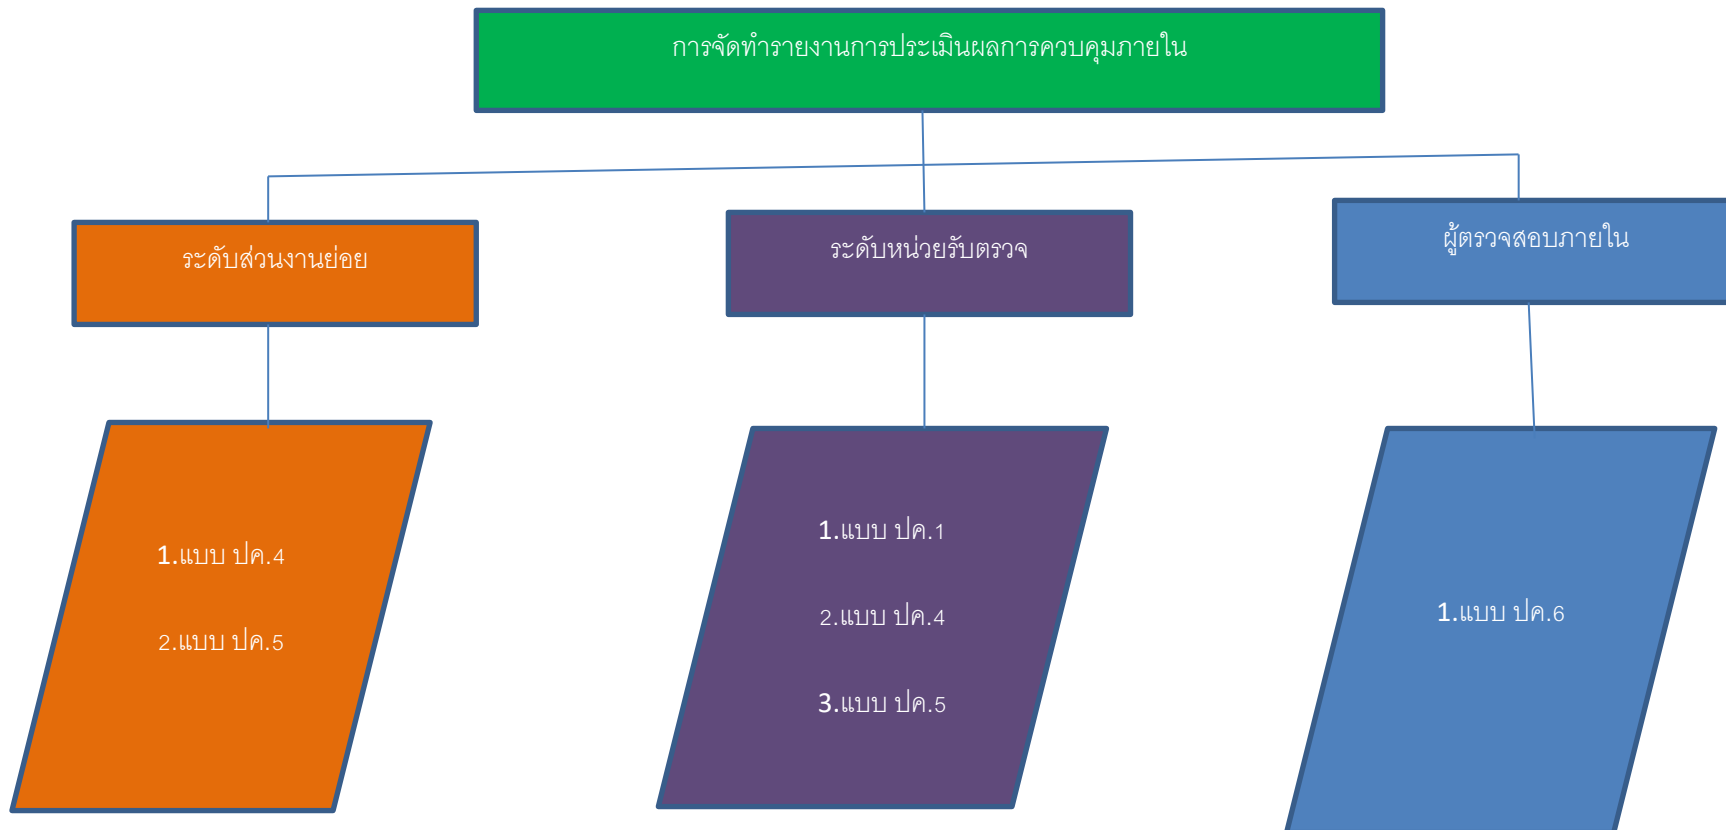 การจัดทำรายงานการประเมินผลการควบคุมภายใน
ระดับส่วนงานย่อย
ระดับหน่วยรับตรวจ
ผู้ตรวจสอบภายใน
1.แบบ ปค.4
2.แบบ ปค.5
1.แบบ ปค.1
2.แบบ ปค.4
3.แบบ ปค.5
1.แบบ ปค.6